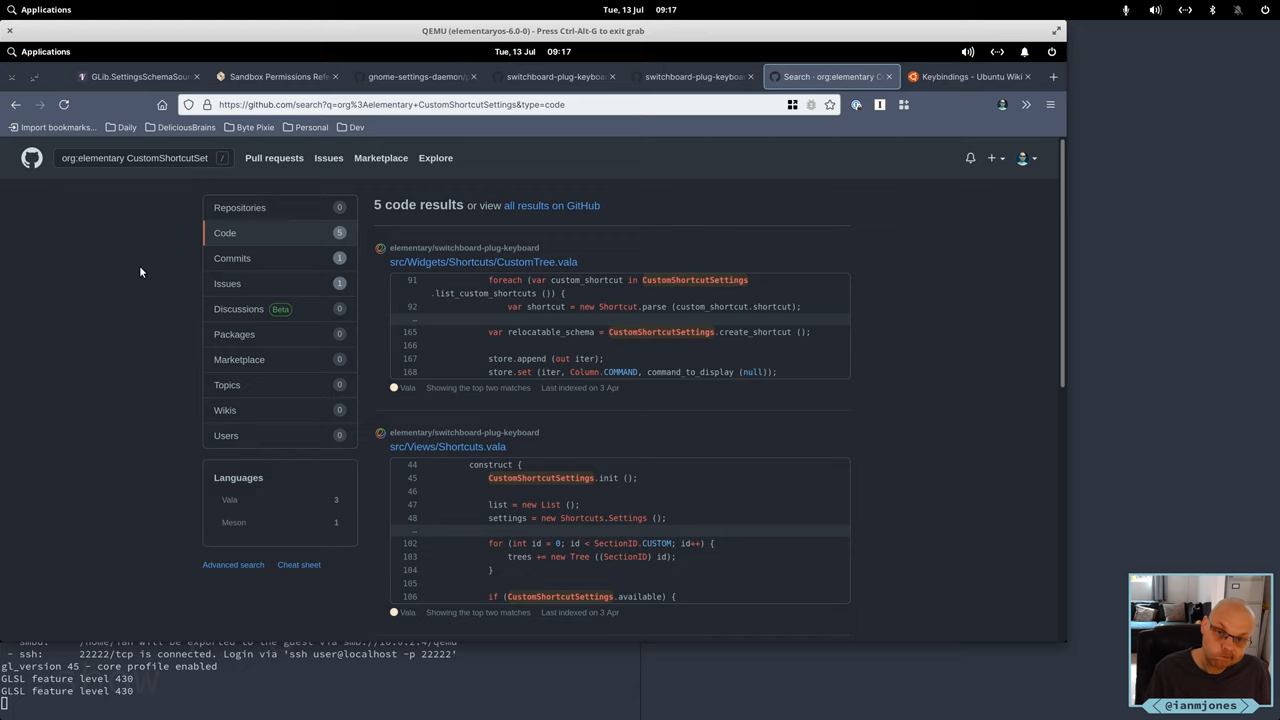 Applications
Tue, 13 Jul 09:17
QEMU (elementaryos-6.0-0) - Press Ctrl-Alt-G to exit grab
Applications
Tue, 13 Jul 09:17
GLib.SettingsSchemaSou
Sandbox Permissions Refe
gnome-settings-daemon/p
switchboard-plug-keyboa
switchboard-plug-keyboa
Search · org:elementary C
Keybindings - Ubuntu Wiki
https://github.com/search?q=org%3Aelementary+CustomShortcutSettings&type=code
Import bookmarks...
Daily
DeliciousBrains
Byte Pixie
Personal
Dev
org:elementary CustomShortcutSet
/
Pull requests
Issues
Marketplace
Explore
Repositories 0
Code 5
Commits 1
Issues 1
Discussions Beta 0
Packages 0
Marketplace 0
Topics 0
Wikis 0
Users 0
Languages
Vala 3
Meson 1
Advanced search
Cheat sheet
5 code results or view all results on GitHub
elementary/switchboard-plug-keyboard
src/Widgets/Shortcuts/CustomTree.vala
91 foreach (var custom_shortcut in CustomShortcutSettings
.list_custom_shortcuts ()) {
92 var shortcut = new Shortcut.parse (custom_shortcut.shortcut);
…
165 var relocatable_schema = CustomShortcutSettings.create_shortcut ();
166
167 store.append (out iter);
168 store.set (iter, Column.COMMAND, command_to_display (null));
Vala Showing the top two matches Last indexed on 3 Apr
elementary/switchboard-plug-keyboard
src/Views/Shortcuts.vala
44 construct {
45 CustomShortcutSettings.init ();
46
47 list = new List ();
48 settings = new Shortcuts.Settings ();
…
102 for (int id = 0; id < SectionID.CUSTOM; id++) {
103 trees += new Tree ((SectionID) id);
104 }
105
106 if (CustomShortcutSettings.available) {
Vala Showing the top two matches Last indexed on 3 Apr
- ssh: 22222/tcp is connected. Login via 'ssh user@localhost -p 22222'
gl_version 45 - core profile enabled
GLSL feature level 430
GLSL feature level 430
@ianmjones